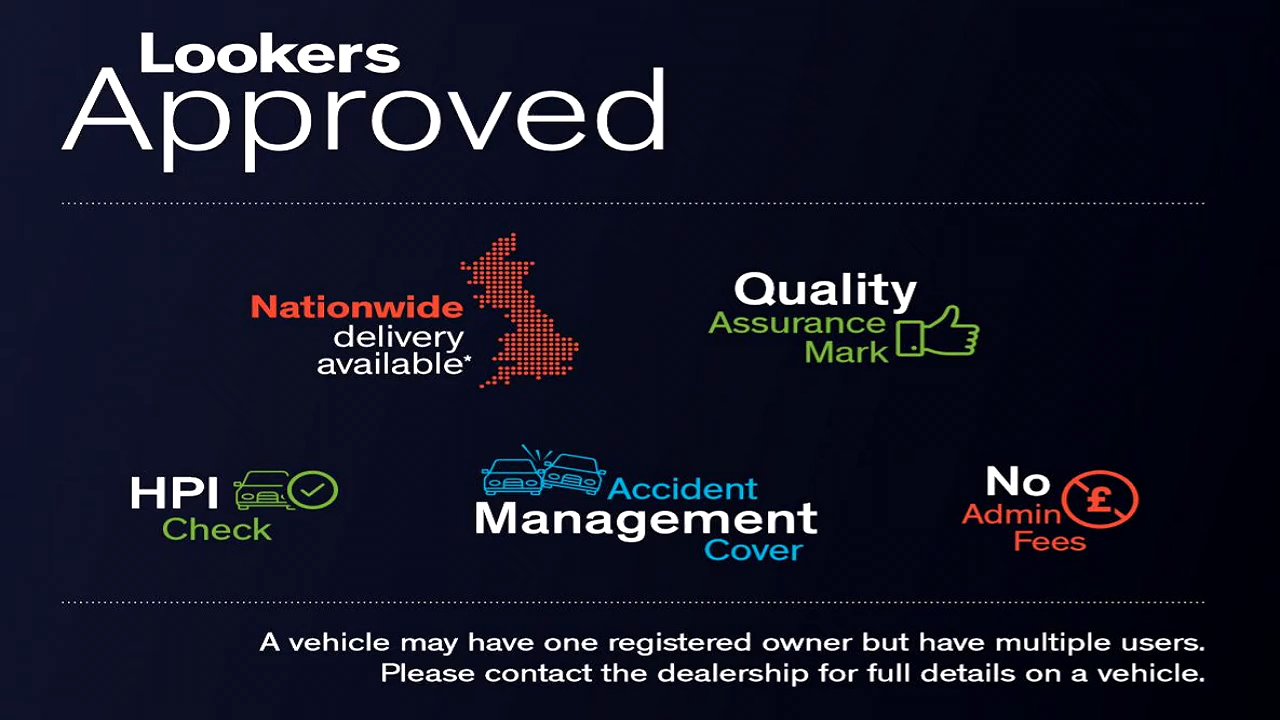 Lookers
Approved
Nationwide
delivery
available*
Quality
Assurance
Mark
HPI
Check
Accident
Management
Cover
No
Admin
Fees
£
A vehicle may have one registered owner but have multiple users.
Please contact the dealership for full details on a vehicle.